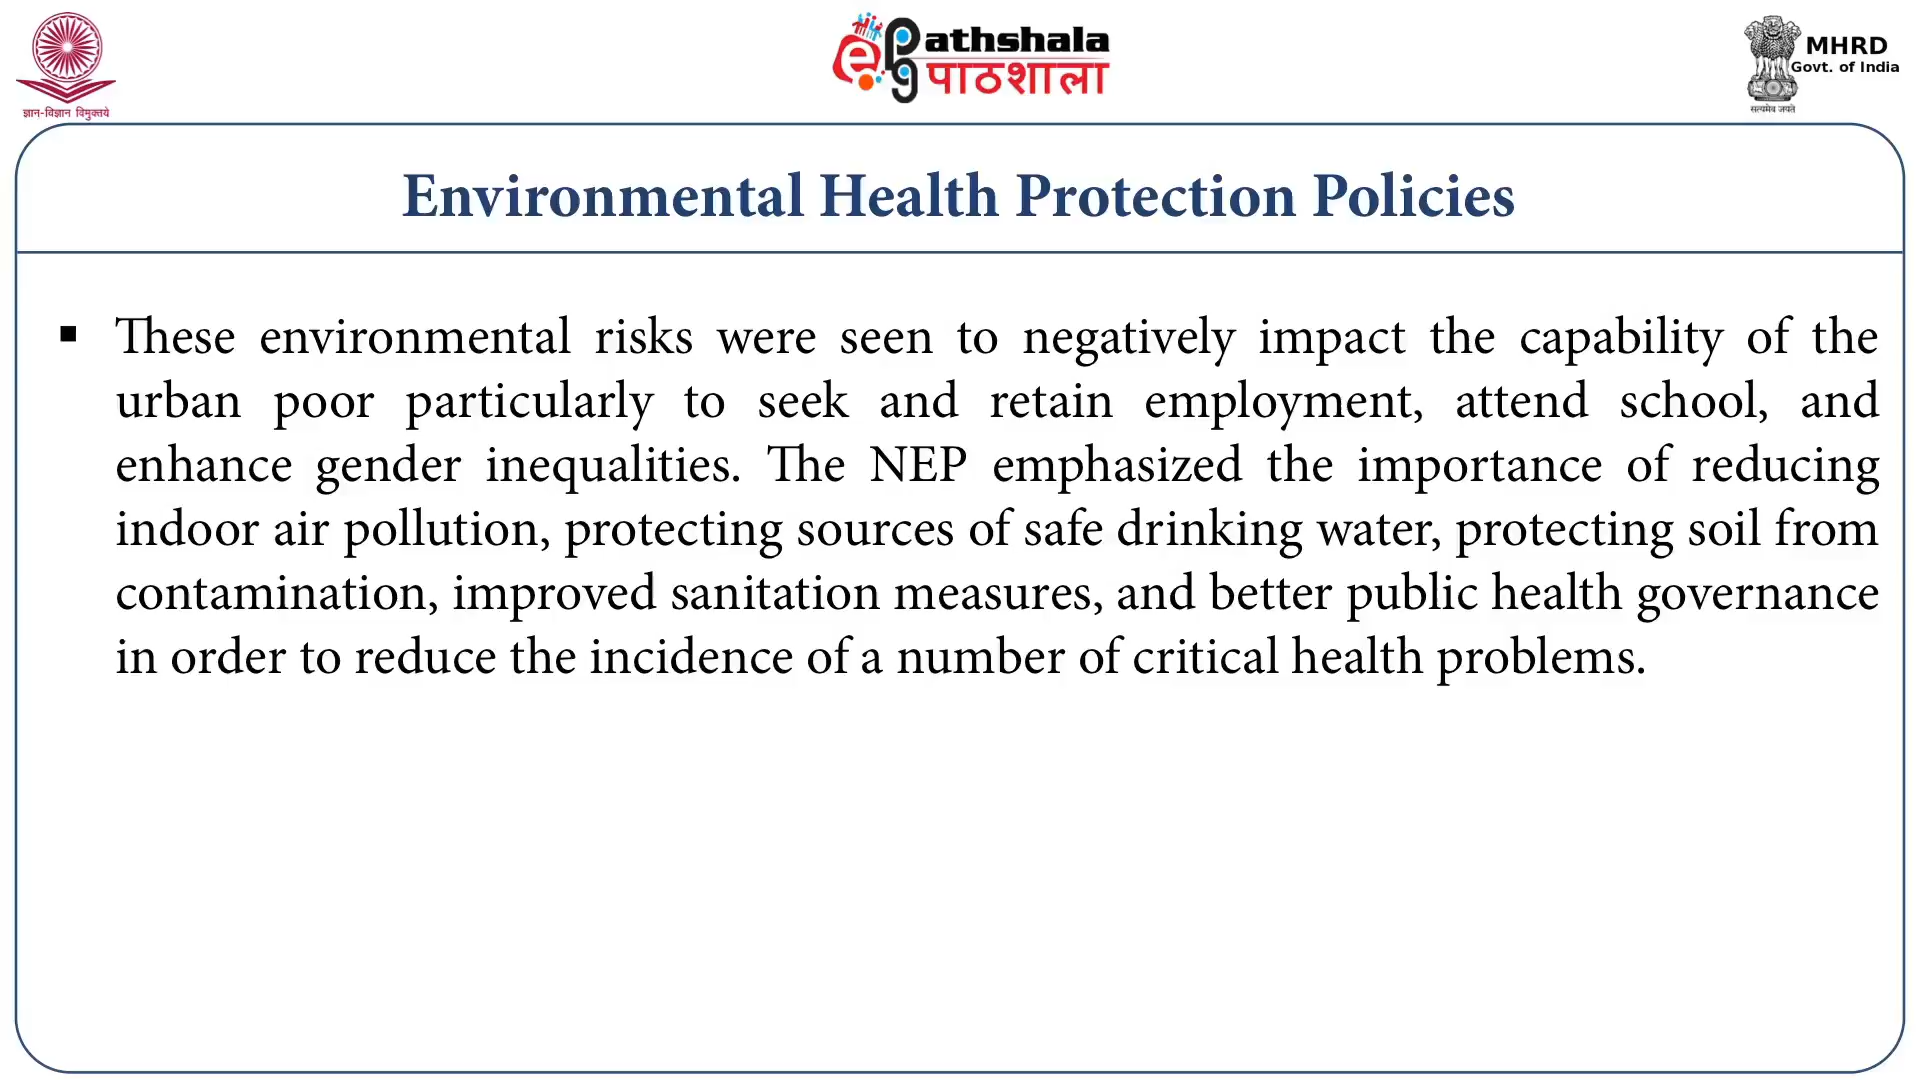 ज्ञान-विज्ञान विमुक्तये
ePathshala
पाठशाला
MHRD
Govt. of India
सत्यमेव जयते
Environmental Health Protection Policies
▪ These environmental risks were seen to negatively impact the capability of the
urban poor particularly to seek and retain employment, attend school, and
enhance gender inequalities. The NEP emphasized the importance of reducing
indoor air pollution, protecting sources of safe drinking water, protecting soil from
contamination, improved sanitation measures, and better public health governance
in order to reduce the incidence of a number of critical health problems.